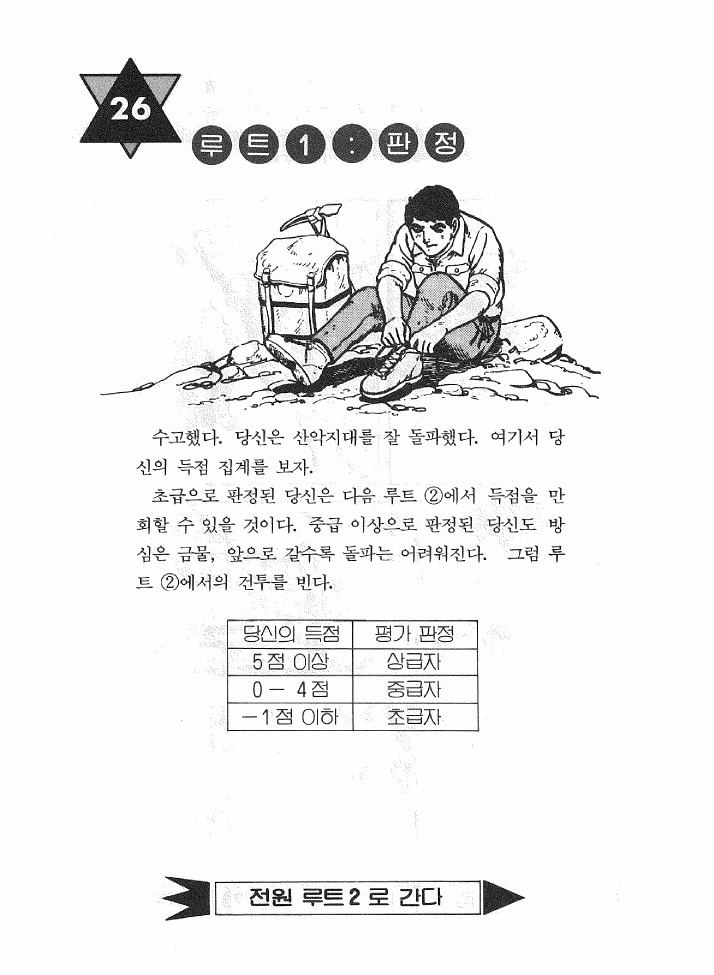 26
루트1:판정
수고했다. 당신은 산악지대를 잘 돌파했다. 여기서 당
신의 득점 집계를 보자.
초급으로 판정된 당신은 다음 루트 ②에서 득점을 만
회할 수 있을 것이다. 중급 이상으로 판정된 당신도 방
심은 금물, 앞으로 갈수록 돌파는 어려워진다. 그럼 루
트 ②에서의 건투를 빈다.
당신의 득점 평가 판정
5점 이상 상급자
0 - 4점 중급자
-1점 이하 초급자
전원 루트2로 간다